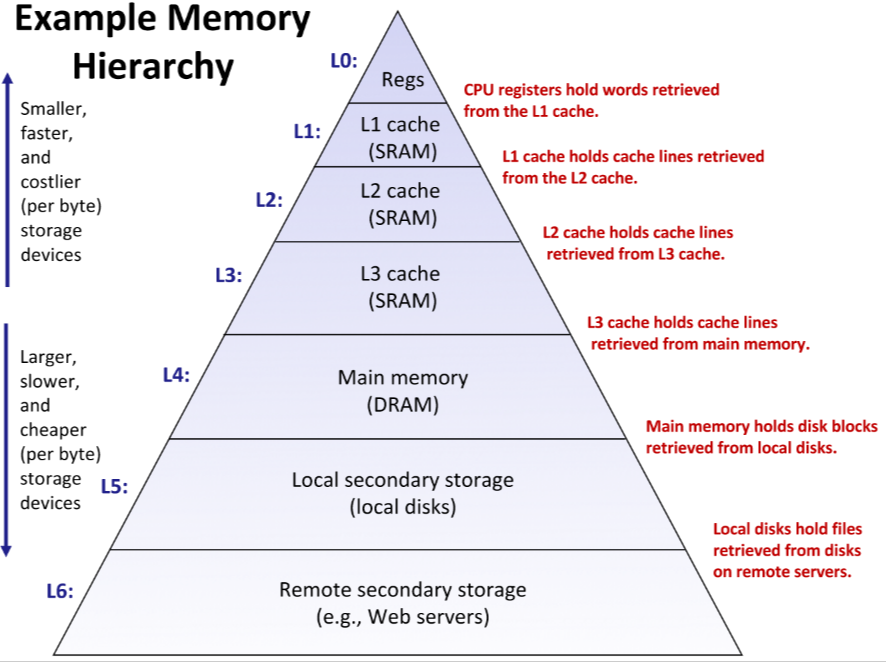 Example Memory
Hierarchy
Smaller,
faster,
and
costlier
(per byte)
storage
devices
Larger,
slower,
and
cheaper
(per byte)
storage
devices
L0:
Regs
CPU registers hold words retrieved
from the L1 cache.
L1:
L1 cache
(SRAM)
L1 cache holds cache lines retrieved
from the L2 cache.
L2:
L2 cache
(SRAM)
L2 cache holds cache lines
retrieved from L3 cache.
L3:
L3 cache
(SRAM)
L3 cache holds cache lines
retrieved from main memory.
L4:
Main memory
(DRAM)
Main memory holds disk blocks
retrieved from local disks.
L5:
Local secondary storage
(local disks)
Local disks hold files
retrieved from disks
on remote servers.
L6:
Remote secondary storage
(e.g., Web servers)